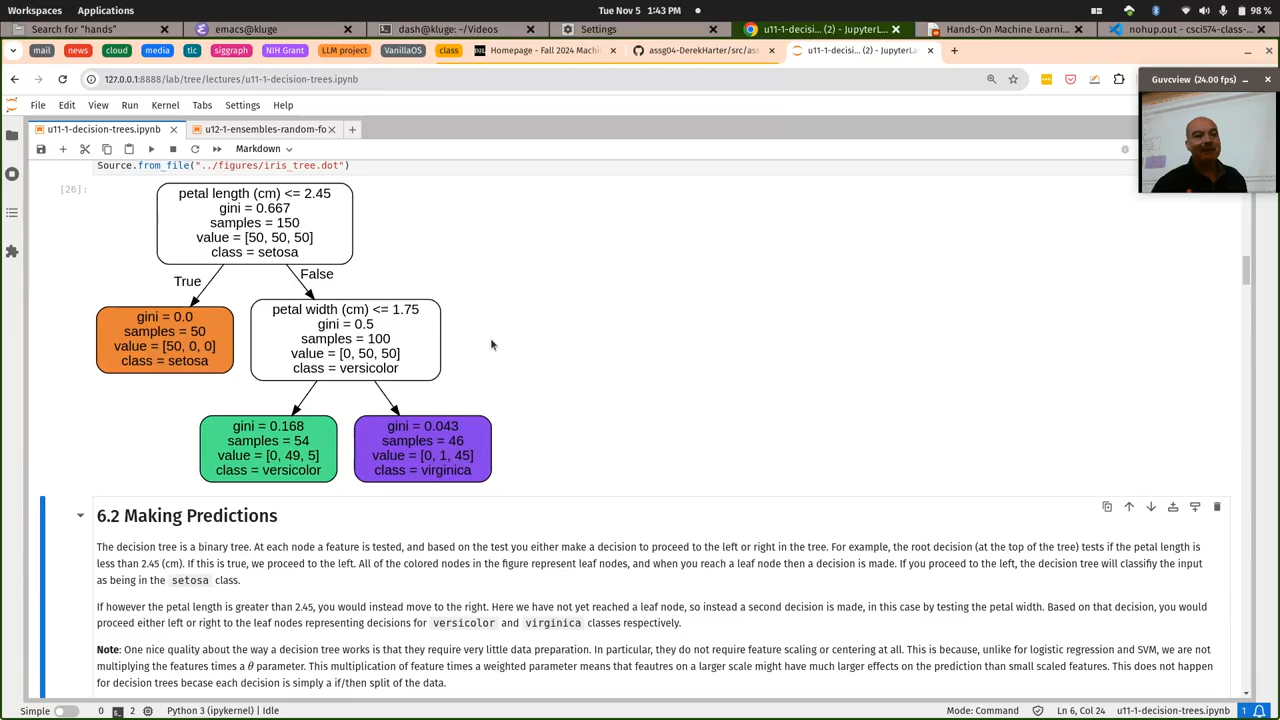 Workspaces Applications Tue Nov 5 1:43 PM 98 %
Search for "hands" emacs@kluge dash@kluge: ~/Videos Settings u11-1-decisi... (2) - JupyterL... Hands-On Machine Learni... nohup.out - csci574-class-...
mail news cloud media tlc siggraph NIH Grant LLM project VanillaOS class Homepage - Fall 2024 Machi... assg04-DerekHarter/src/ass... u11-1-decisi... (2) - JupyterL...
127.0.0.1:8888/lab/tree/lectures/u11-1-decision-trees.ipynb
Guvcview (24.00 fps)
File Edit View Run Kernel Tabs Settings Help
u11-1-decision-trees.ipynb u12-1-ensembles-random-fo
Markdown
Source.from_file("../figures/iris_tree.dot")
[26]:
petal length (cm) <= 2.45
gini = 0.667
samples = 150
value = [50, 50, 50]
class = setosa
True
False
gini = 0.0
samples = 50
value = [50, 0, 0]
class = setosa
petal width (cm) <= 1.75
gini = 0.5
samples = 100
value = [0, 50, 50]
class = versicolor
gini = 0.168
samples = 54
value = [0, 49, 5]
class = versicolor
gini = 0.043
samples = 46
value = [0, 1, 45]
class = virginica
6.2 Making Predictions
The decision tree is a binary tree. At each node a feature is tested, and based on the test you either make a decision to proceed to the left or right in the tree. For example, the root decision (at the top of the tree) tests if the petal length is
less than 2.45 (cm). If this is true, we proceed to the left. All of the colored nodes in the figure represent leaf nodes, and when you reach a leaf node then a decision is made. If you proceed to the left, the decision tree will classifiy the input
as being in the setosa class.
If however the petal length is greater than 2.45, you would instead move to the right. Here we have not yet reached a leaf node, so instead a second decision is made, in this case by testing the petal width. Based on that decision, you would
proceed either left or right to the leaf nodes representing decisions for versicolor and virginica classes respectively.
Note: One nice quality about the way a decision tree works is that they require very little data preparation. In particular, they do not require feature scaling or centering at all. This is because, unlike for logistic regression and SVM, we are not
multiplying the features times a θ parameter. This multiplication of feature times a weighted parameter means that feautres on a larger scale might have much larger effects on the prediction than small scaled features. This does not happen
for decision trees becase each decision is simply a if/then split of the data.
Simple 0 2 Python 3 (ipykernel) | Idle Mode: Command Ln 6, Col 24 u11-1-decision-trees.ipynb 1